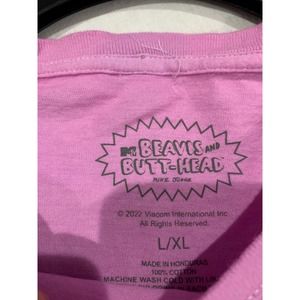 MTV BEAVIS AND
BUTT-HEAD
MIKE JUDGE
© 2022 Viacom International Inc
All Rights Reserved.
L/XL
MADE IN HONDURAS
100% COTTON
MACHINE WASH COLD WITH